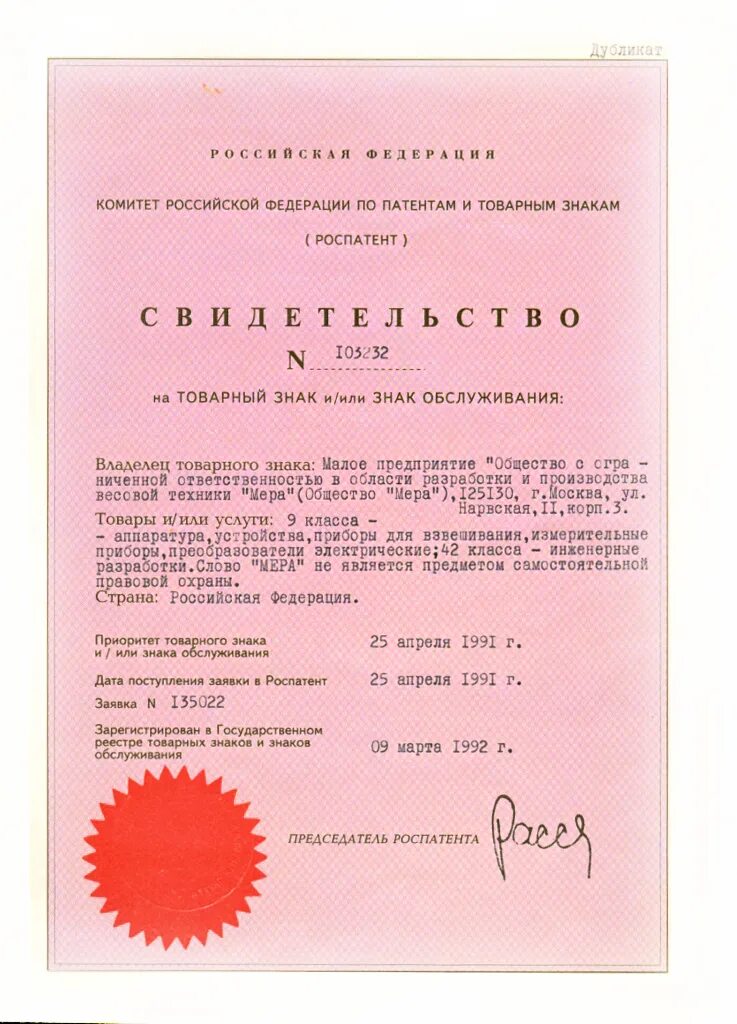 Дубликат
РОССИЙСКАЯ ФЕДЕРАЦИЯ
КОМИТЕТ РОССИЙСКОЙ ФЕДЕРАЦИИ ПО ПАТЕНТАМ И ТОВАРНЫМ ЗНАКАМ
( РОСПАТЕНТ )
СВИДЕТЕЛЬСТВО
N 103232
на ТОВАРНЫЙ ЗНАК и/или ЗНАК ОБСЛУЖИВАНИЯ:
Владелец товарного знака: Малое предприятие "Общество с огра -
ниченной ответственностью в области разработки и производства
весовой техники "Мера"(Общество "Мера"),125130, г.Москва, ул.
Нарвская,11,корп.3.
Товары и/или услуги: 9 класса -
- аппаратура,устройства,приборы для взвешивания,измерительные
приборы,преобразователи электрические;42 класса - инженерные
разработки.Слово "МЕРА" не является предметом самостоятельной
правовой охраны.
Страна: Российская Федерация.
Приоритет товарного знака
и / или знака обслуживания
25 апреля 1991 г.
Дата поступления заявки в Роспатент
25 апреля 1991 г.
Заявка N 135022
Зарегистрирован в Государственном
реестре товарных знаков и знаков
обслуживания
09 марта 1992 г.
ПРЕДСЕДАТЕЛЬ РОСПАТЕНТА